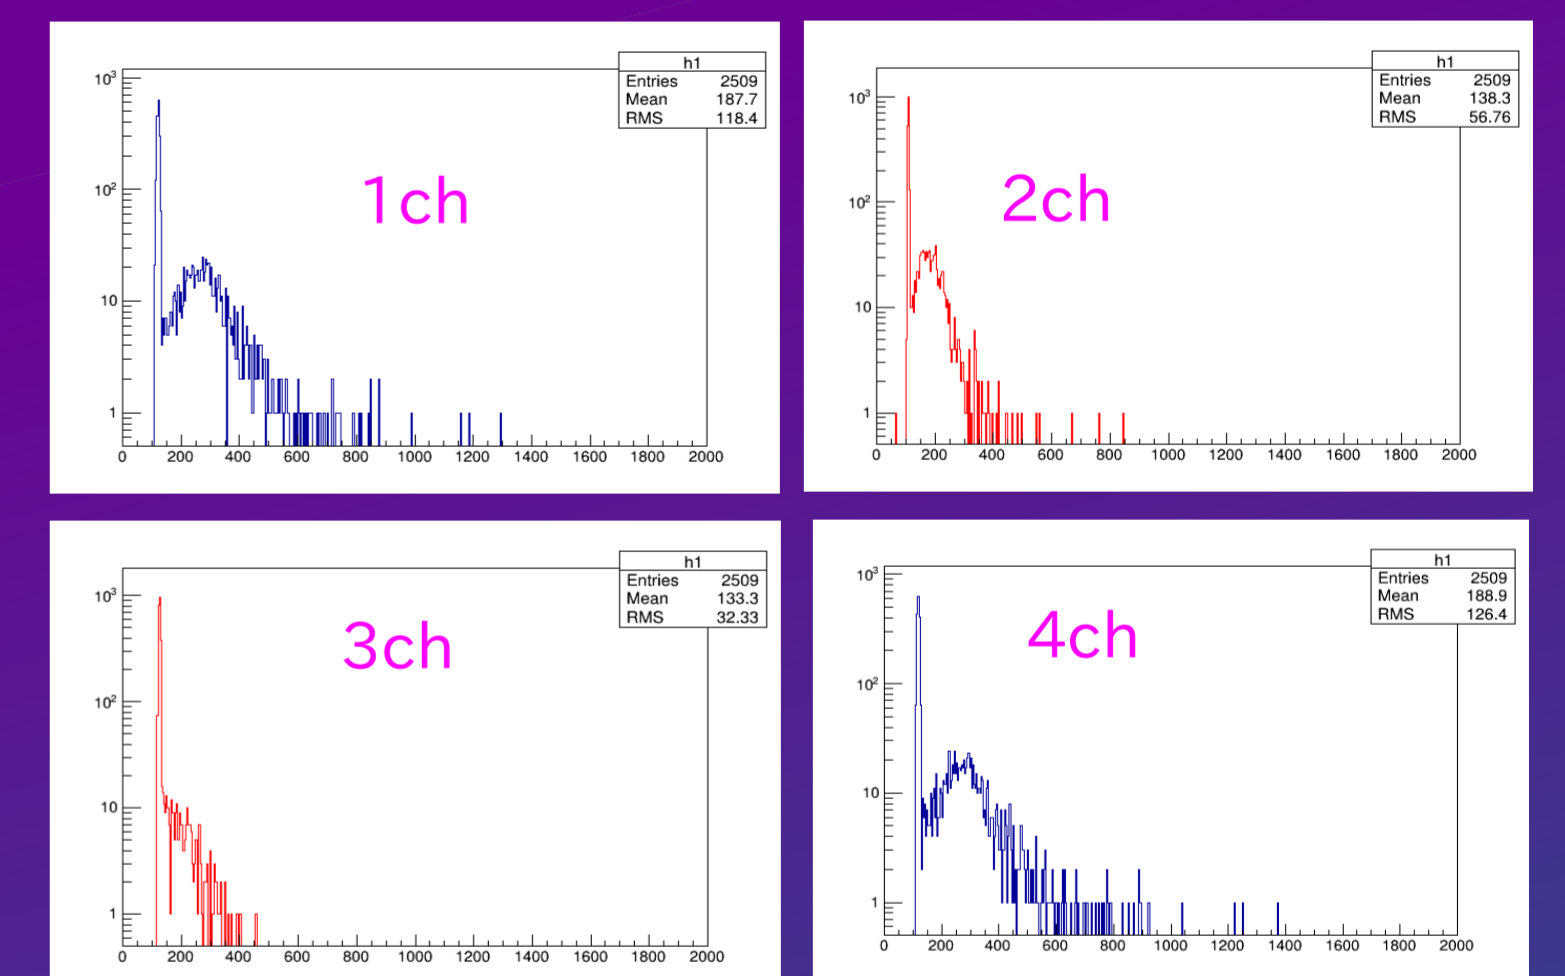 h1
Entries 2509
Mean 187.7
RMS 118.4
10³
10²
10
1
1ch
0 200 400 600 800 1000 1200 1400 1600 1800 2000
h1
Entries 2509
Mean 138.3
RMS 56.76
10³
10²
10
1
2ch
0 200 400 600 800 1000 1200 1400 1600 1800 2000
h1
Entries 2509
Mean 133.3
RMS 32.33
10³
10²
10
1
3ch
0 200 400 600 800 1000 1200 1400 1600 1800 2000
h1
Entries 2509
Mean 188.9
RMS 126.4
10³
10²
10
1
4ch
0 200 400 600 800 1000 1200 1400 1600 1800 2000